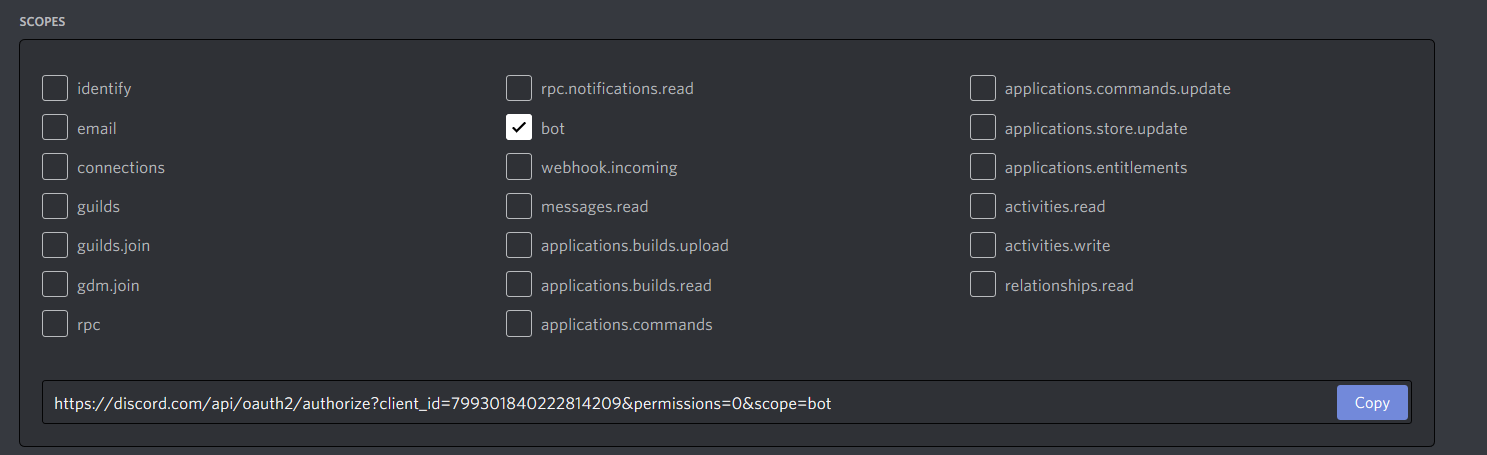 SCOPES
identify
email
connections
guilds
guilds.join
gdm.join
rpc
rpc.notifications.read
bot
webhook.incoming
messages.read
applications.builds.upload
applications.builds.read
applications.commands
applications.commands.update
applications.store.update
applications.entitlements
activities.read
activities.write
relationships.read
https://discord.com/api/oauth2/authorize?client_id=799301840222814209&permissions=0&scope=bot
Copy